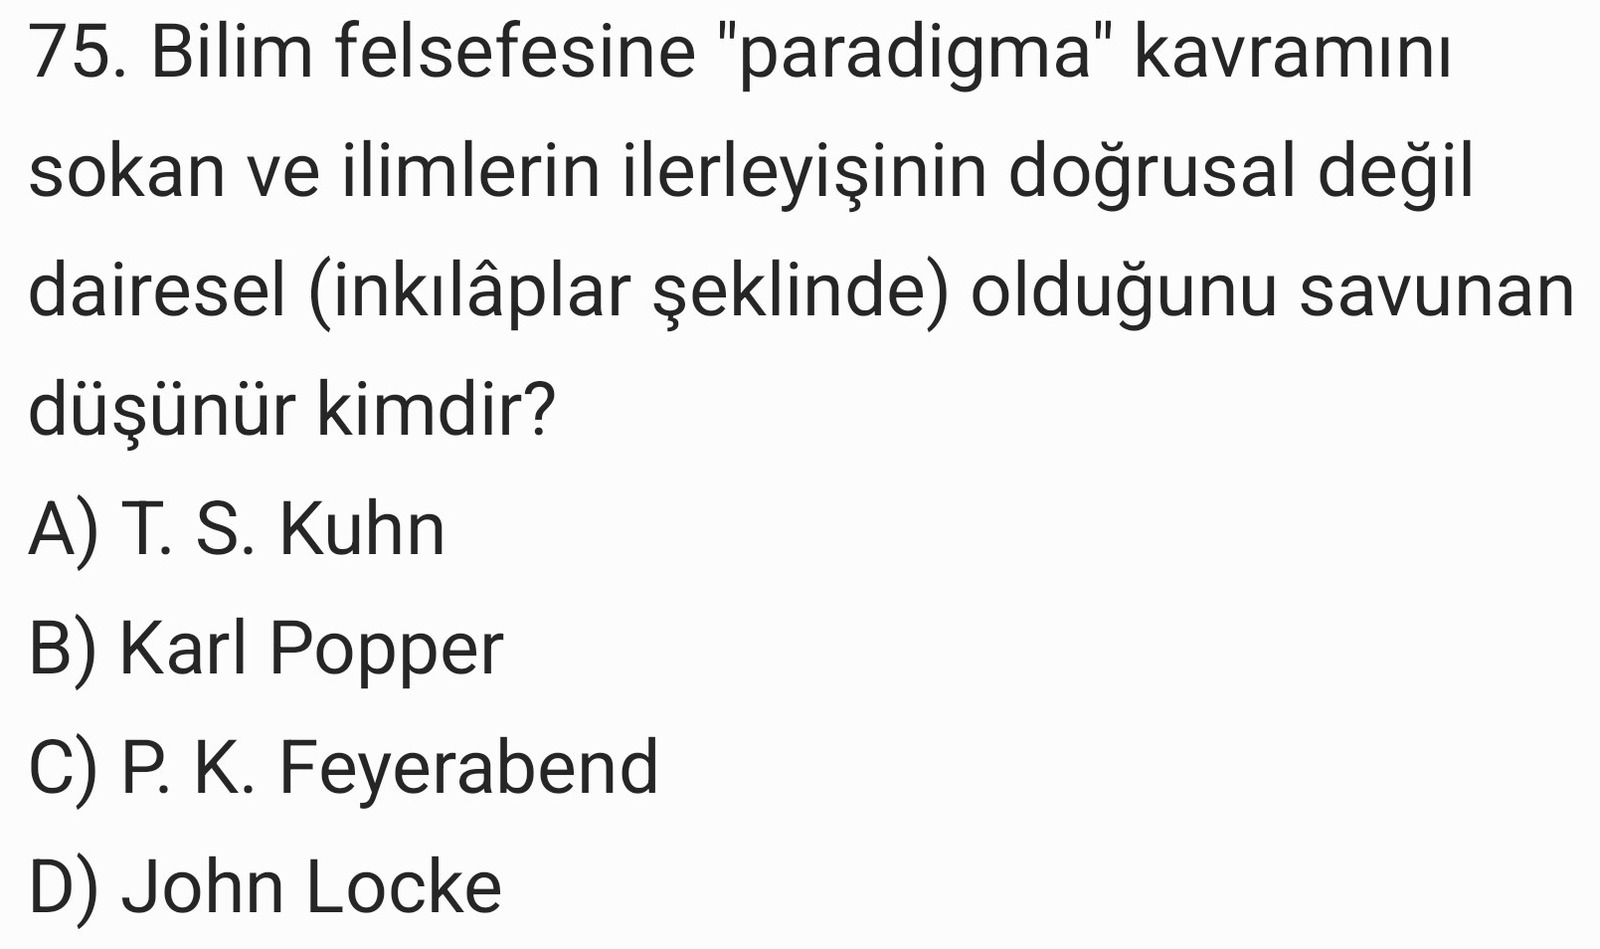 75. Bilim felsefesine "paradigma" kavramını
sokan ve ilimlerin ilerleyişinin doğrusal değil
dairesel (inkılâplar şeklinde) olduğunu savunan
düşünür kimdir?
A) T. S. Kuhn
B) Karl Popper
C) P. K. Feyerabend
D) John Locke